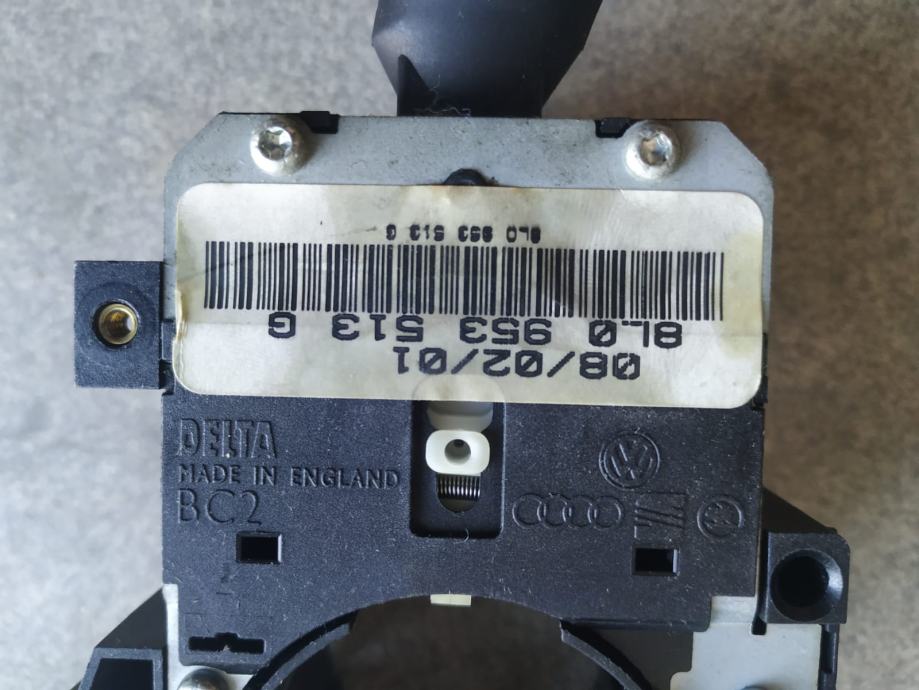 8L0 953 513 G
8L0 953 513 G
08/02/01
DELTA
MADE IN ENGLAND
BC2